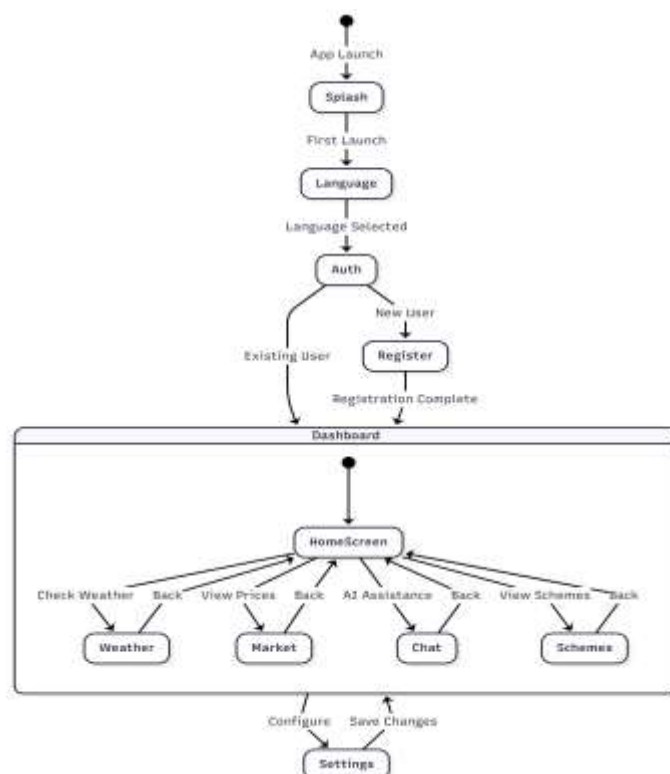 App Launch
Splash
First Launch
Language
Language Selected
Auth
New User
Existing User
Register
Registration Complete
Dashboard
HomeScreen
Check Weather Back View Prices Back AI Assistance Back View Schemes Back
Weather Market Chat Schemes
Configure Save Changes
Settings